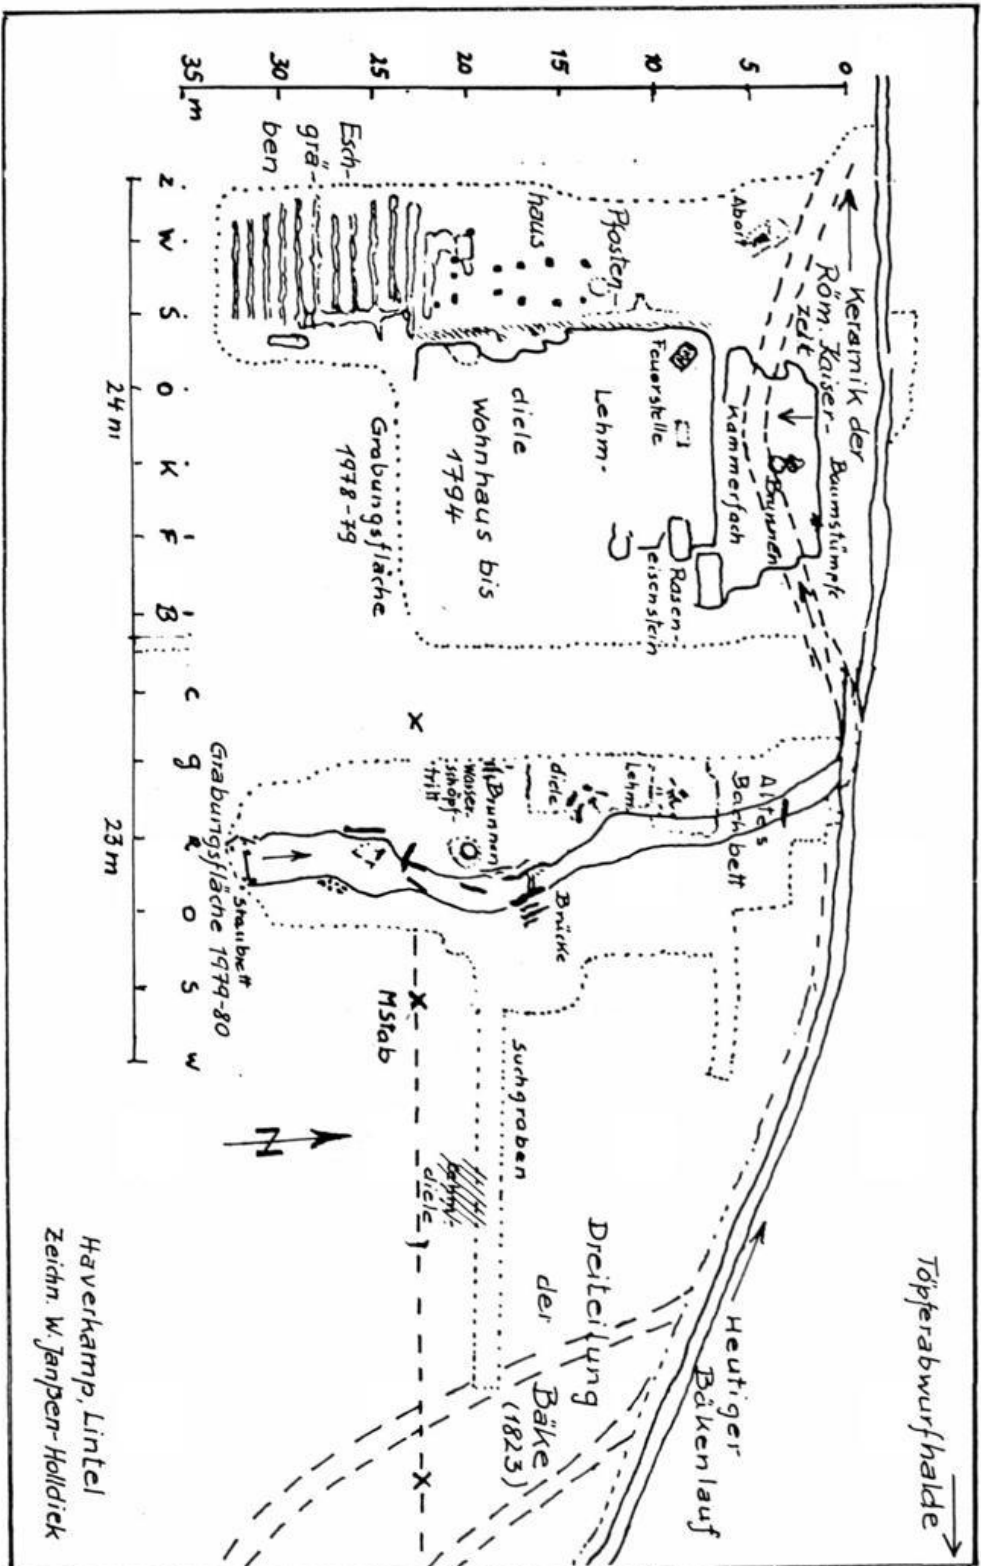 Töpferabwurfhalde
Heutiger
Bäkenlauf
Dreiteilung
der Bäke
(1823)
Suchgraben
Lehm-
diele
MStab
N
Haverkamp, Lintel
Zeichn. W. Janßen-Holldiek
Keramik der
Röm. Kaiser-
zeit
Baumstümpfe
Brunnen
Kammerfach
Abort
Pfosten-
haus
Feuerstelle
Rasen-
eisenstein
Lehm-
diele
Wohnhaus bis
1794
Grabungsfläche
1978-79
Esch-
grä-
ben
Altes
Bachbett
Lehm
diele
Brunnen
Wasser-
schöpf-
tritt
Brücke
Staubrett
Grabungsfläche 1979-80
0 5 10 15 20 25 30 35 m
Z W S O K F B
24 m
C g k O S W
23 m